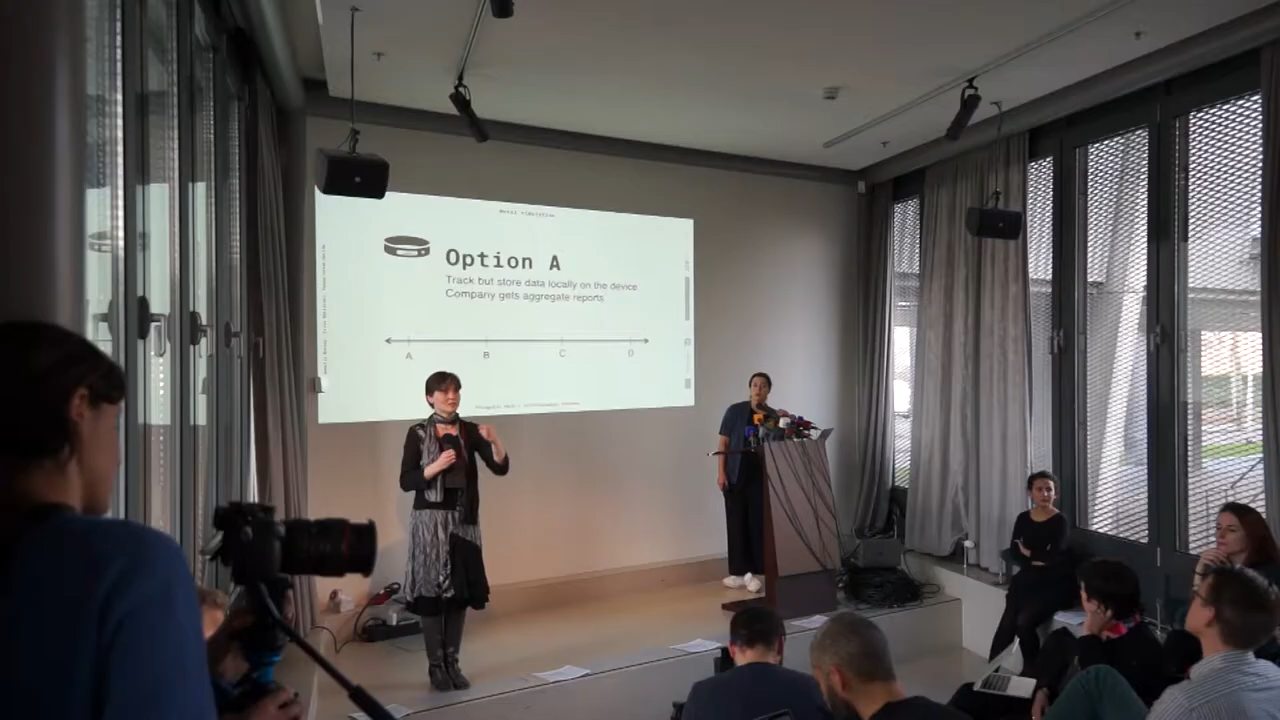 Option A
Track but store data locally on the device
Company gets aggregate reports
A B C D